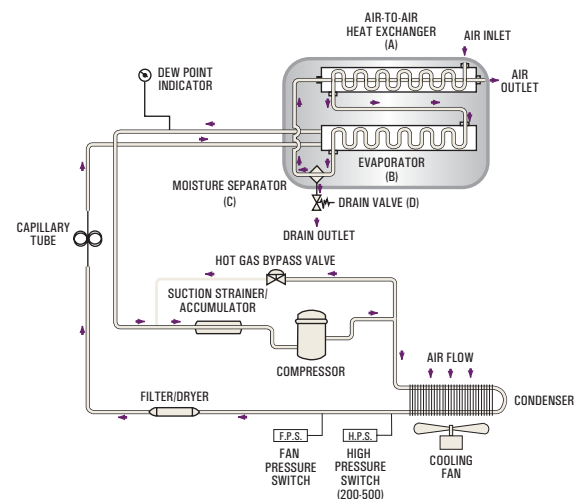 AIR-TO-AIR
HEAT EXCHANGER
(A)
AIR INLET
AIR
OUTLET
DEW POINT
INDICATOR
EVAPORATOR
(B)
MOISTURE SEPARATOR
(C)
DRAIN VALVE (D)
DRAIN OUTLET
CAPILLARY
TUBE
HOT GAS BYPASS VALVE
SUCTION STRAINER/
ACCUMULATOR
COMPRESSOR
AIR FLOW
CONDENSER
FILTER/DRYER
F.P.S.
FAN
PRESSURE
SWITCH
H.P.S.
HIGH
PRESSURE
SWITCH
(200-500)
COOLING
FAN